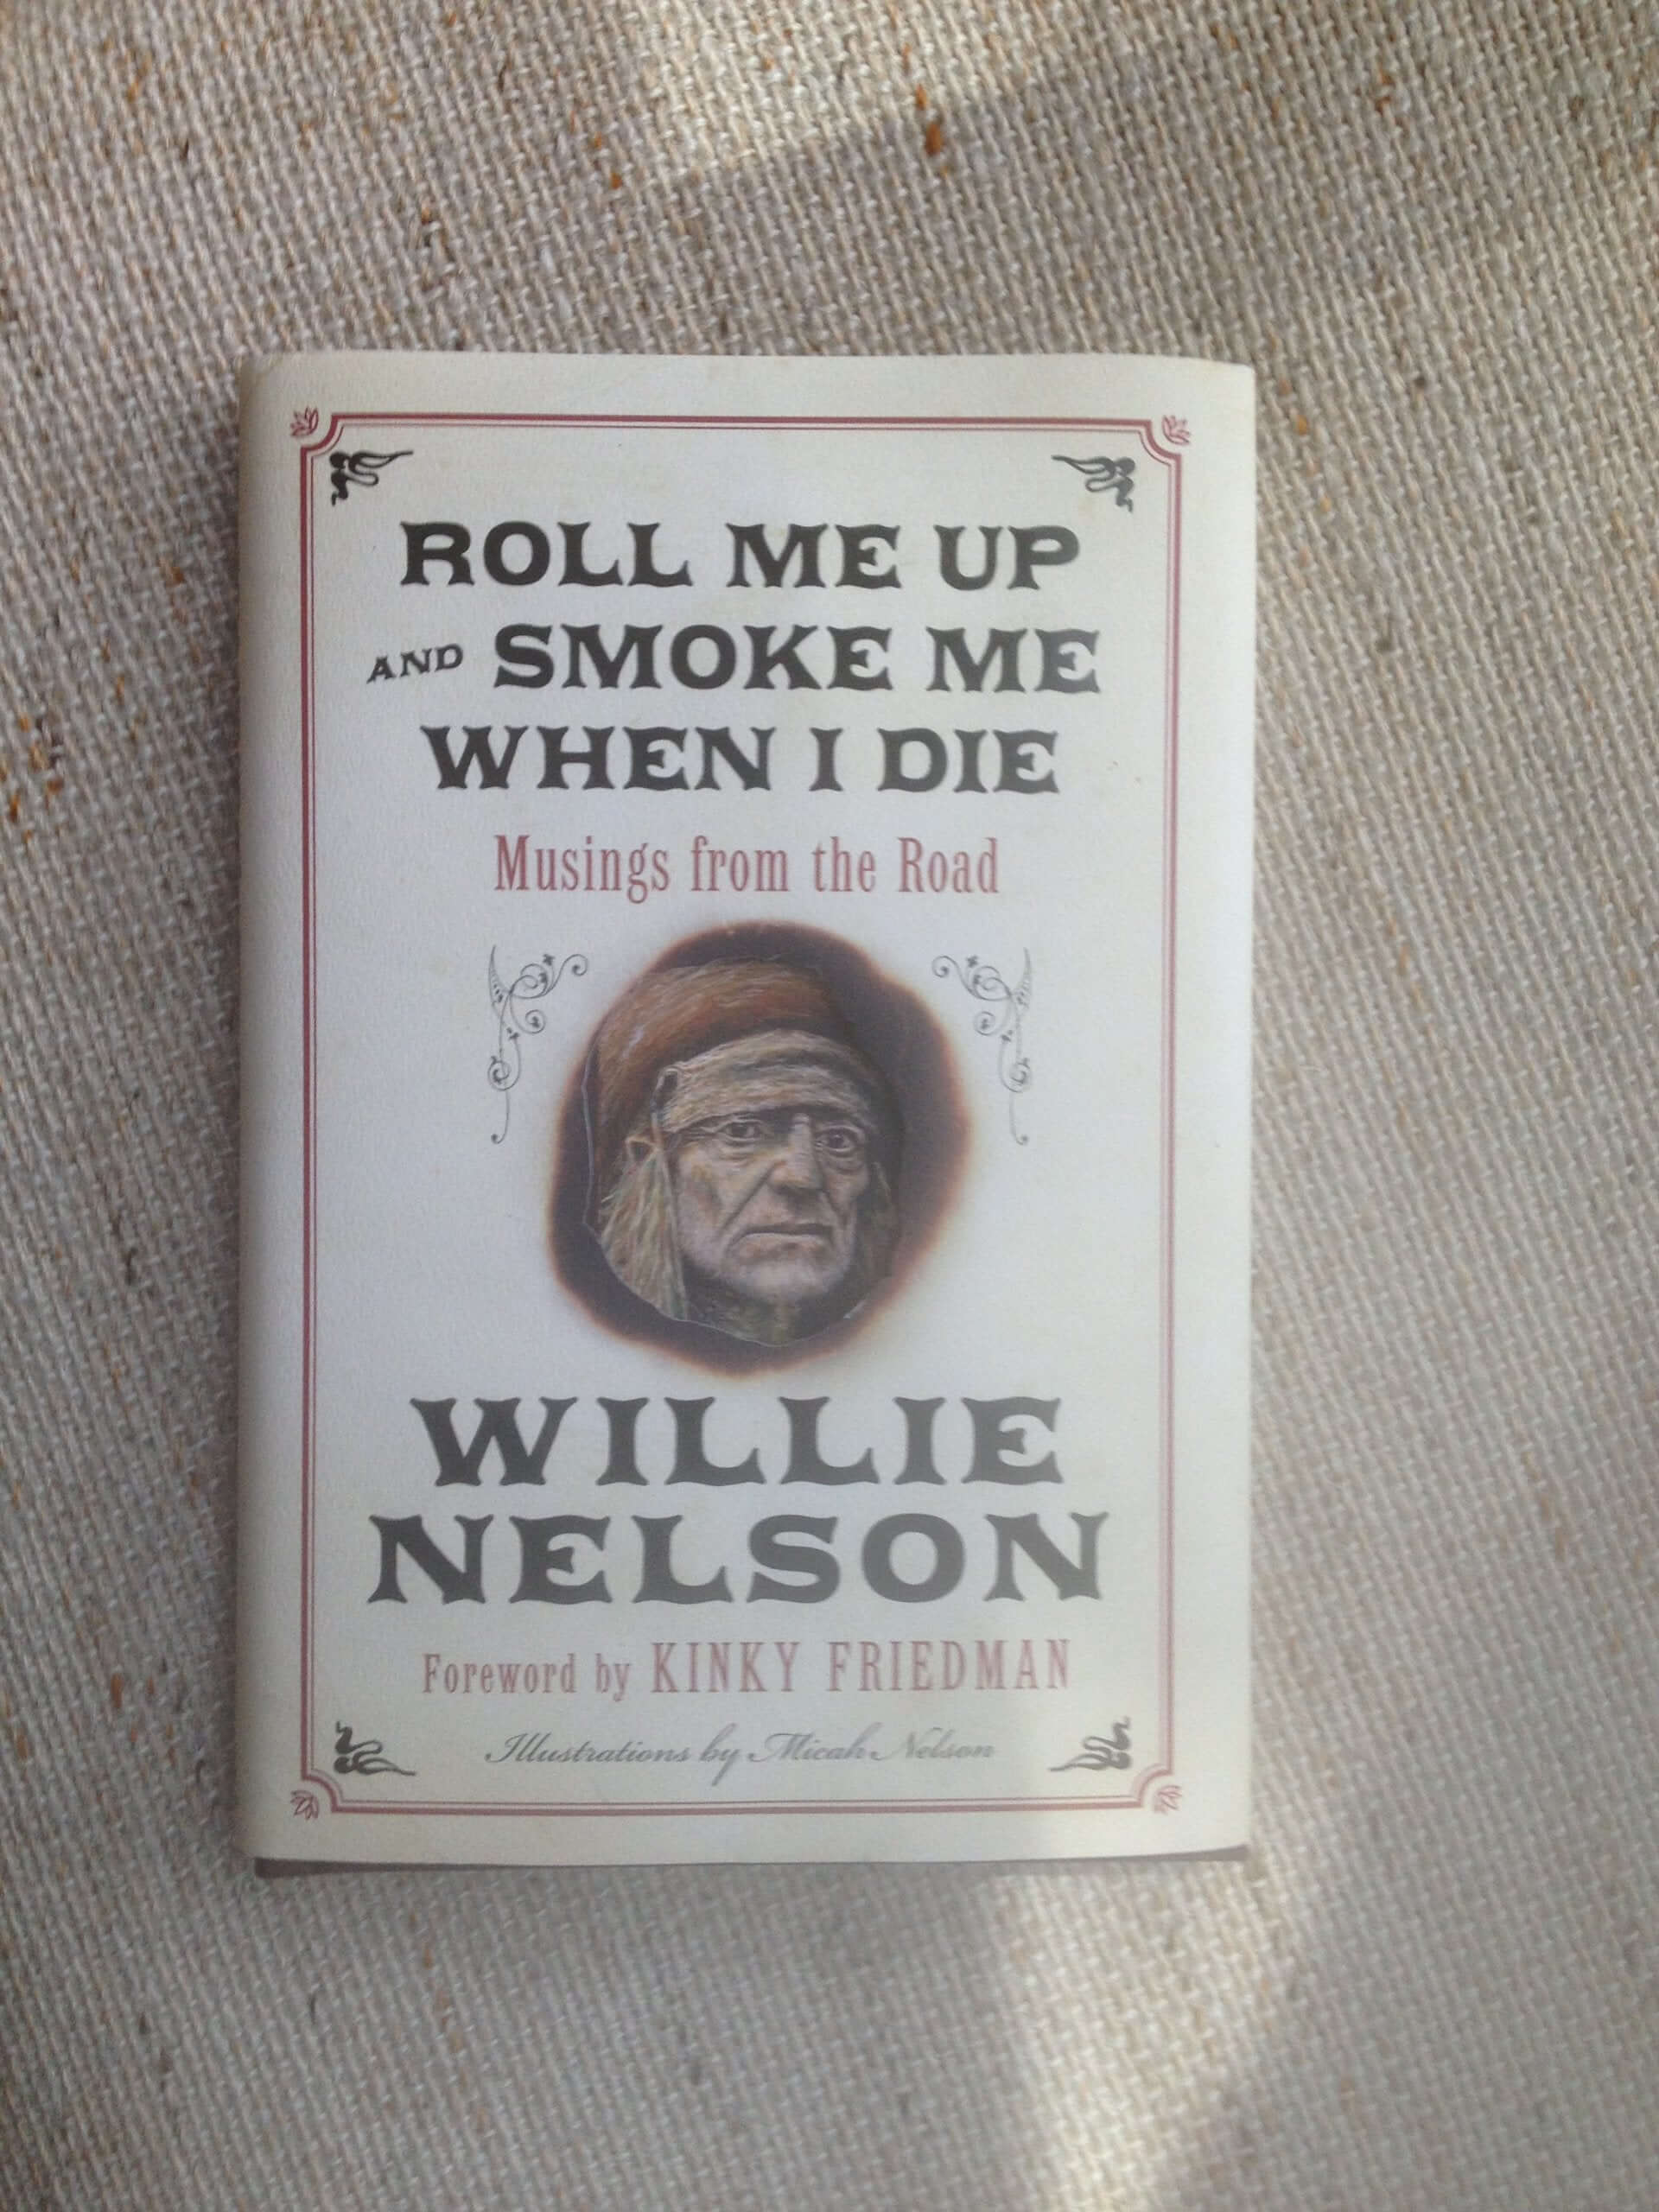 ROLL ME UP
AND SMOKE ME
WHEN I DIE
Musings from the Road
WILLIE
NELSON
Foreword by KINKY FRIEDMAN
Illustrations by Micah Nelson